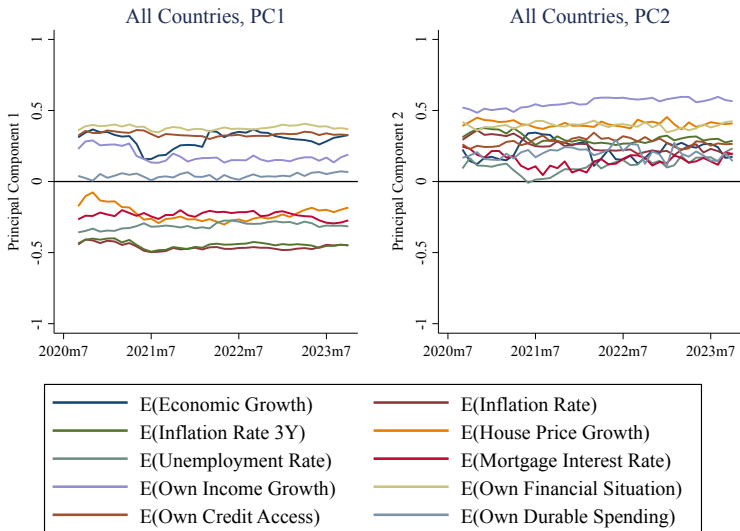 All Countries, PC1
All Countries, PC2
Principal Component 1
1
0.5
0
-0.5
-1
2020m7
2021m7
2022m7
2023m7
Principal Component 2
1
0.5
0
-0.5
-1
2020m7
2021m7
2022m7
2023m7
E(Economic Growth)
E(Inflation Rate)
E(Inflation Rate 3Y)
E(House Price Growth)
E(Unemployment Rate)
E(Mortgage Interest Rate)
E(Own Income Growth)
E(Own Financial Situation)
E(Own Credit Access)
E(Own Durable Spending)